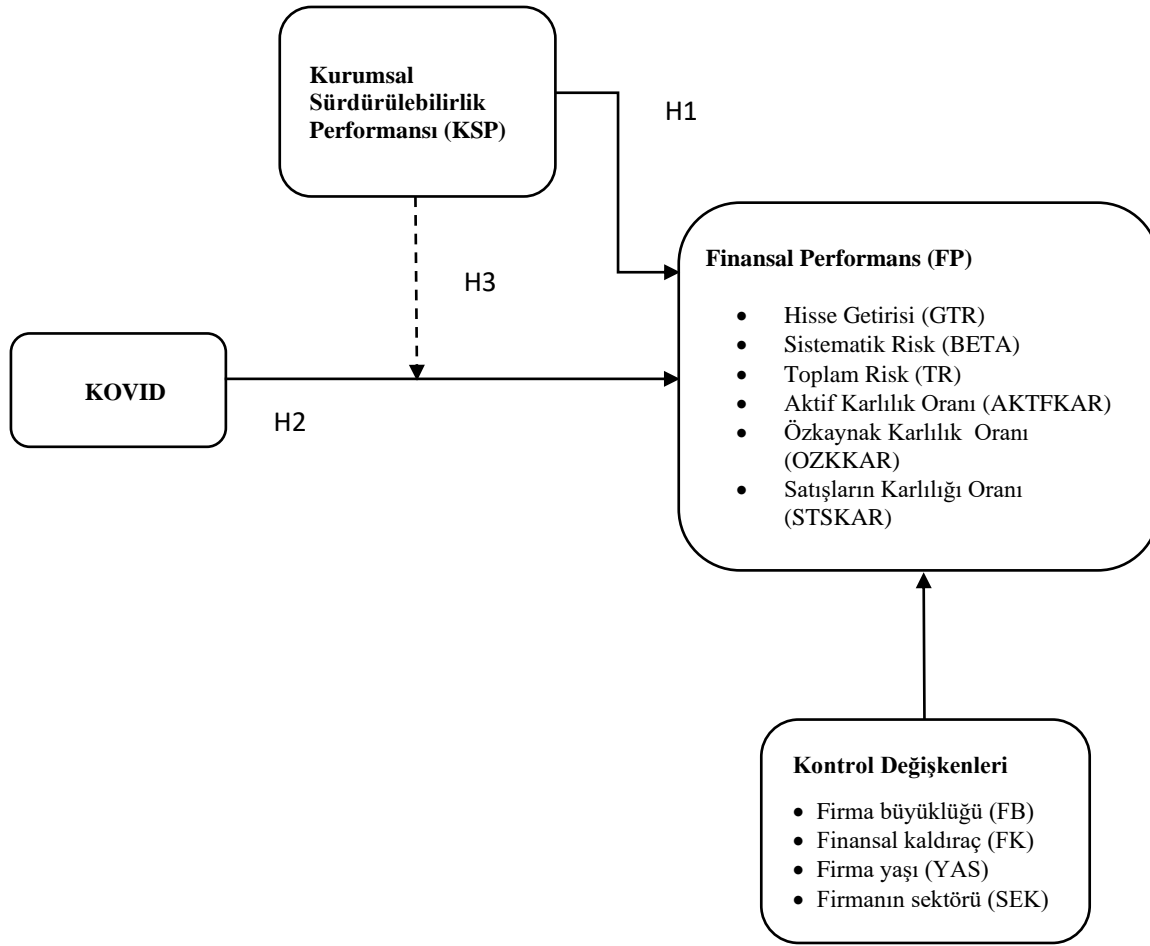 Kurumsal
Sürdürülebilirlik
Performansı (KSP)
H1
Finansal Performans (FP)
• Hisse Getirisi (GTR)
• Sistematik Risk (BETA)
• Toplam Risk (TR)
• Aktif Karlılık Oranı (AKTFKAR)
• Özkaynak Karlılık Oranı
(OZKKAR)
• Satışların Karlılığı Oranı
(STSKAR)
H3
KOVID
H2
Kontrol Değişkenleri
• Firma büyüklüğü (FB)
• Finansal kaldıraç (FK)
• Firma yaşı (YAS)
• Firmanın sektörü (SEK)